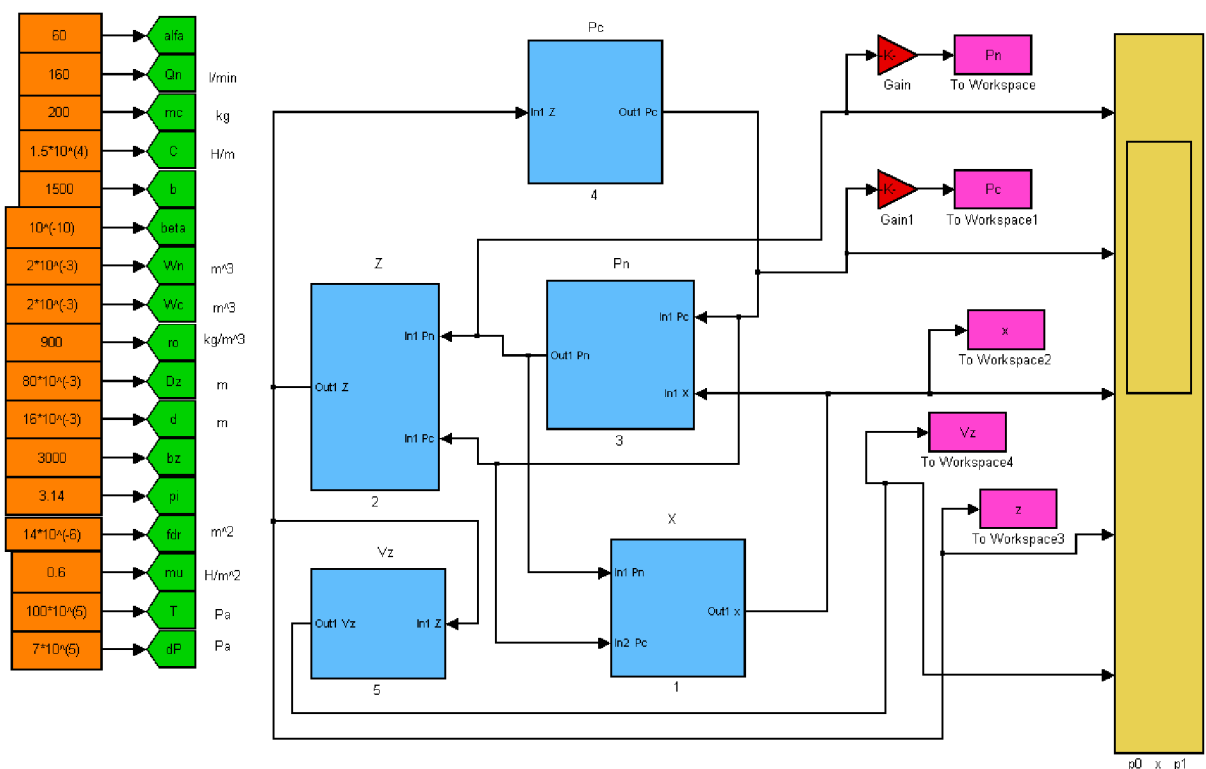 60
alfa
160
Qn
l/min
200
mc
kg
1.5*10^(4)
C
H/m
1500
b
10^(-10)
beta
2*10^(-3)
Wn
m^3
2*10^(-3)
Wc
m^3
900
ro
kg/m^3
80*10^(-3)
Dz
m
16*10^(-3)
d
m
3000
bz
3.14
pi
14*10^(-6)
fdr
m^2
0.6
mu
H/m^2
100*10^(5)
T
Pa
7*10^(5)
dP
Pa
Pc
In1 Z
Out1 Pc
4
Z
In1 Pn
Out1 Z
In1 Pc
2
Pn
In1 Pc
Out1 Pn
In1 X
3
Vz
Out1 Vz
In1 Z
5
X
In1 Pn
Out1 x
In2 Pc
1
-K-
Gain
Pn
To Workspace
-K-
Gain1
Pc
To Workspace1
x
To Workspace2
Vz
To Workspace4
z
To Workspace3
p0 x p1